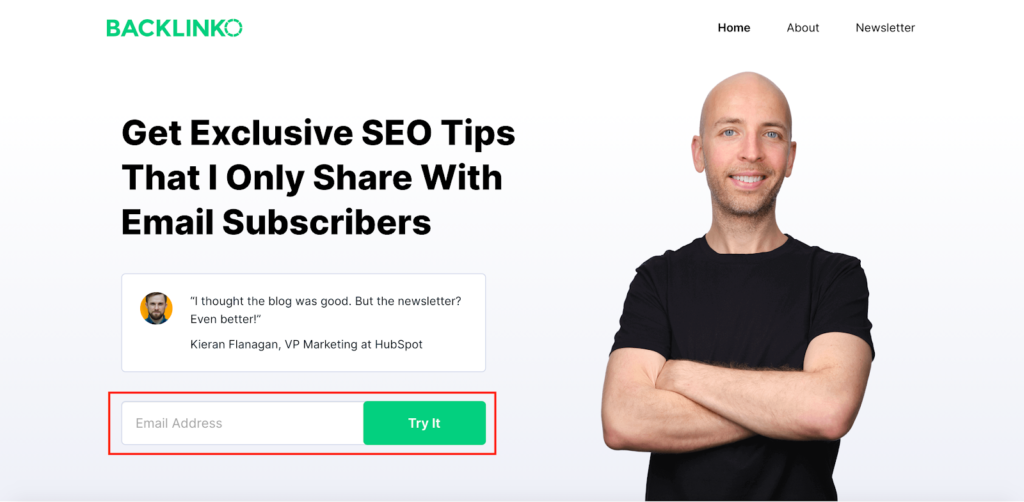 BACKLINKO
Home About Newsletter
Get Exclusive SEO Tips
That I Only Share With
Email Subscribers
“I thought the blog was good. But the newsletter?
Even better!”
Kieran Flanagan, VP Marketing at HubSpot
Email Address
Try It